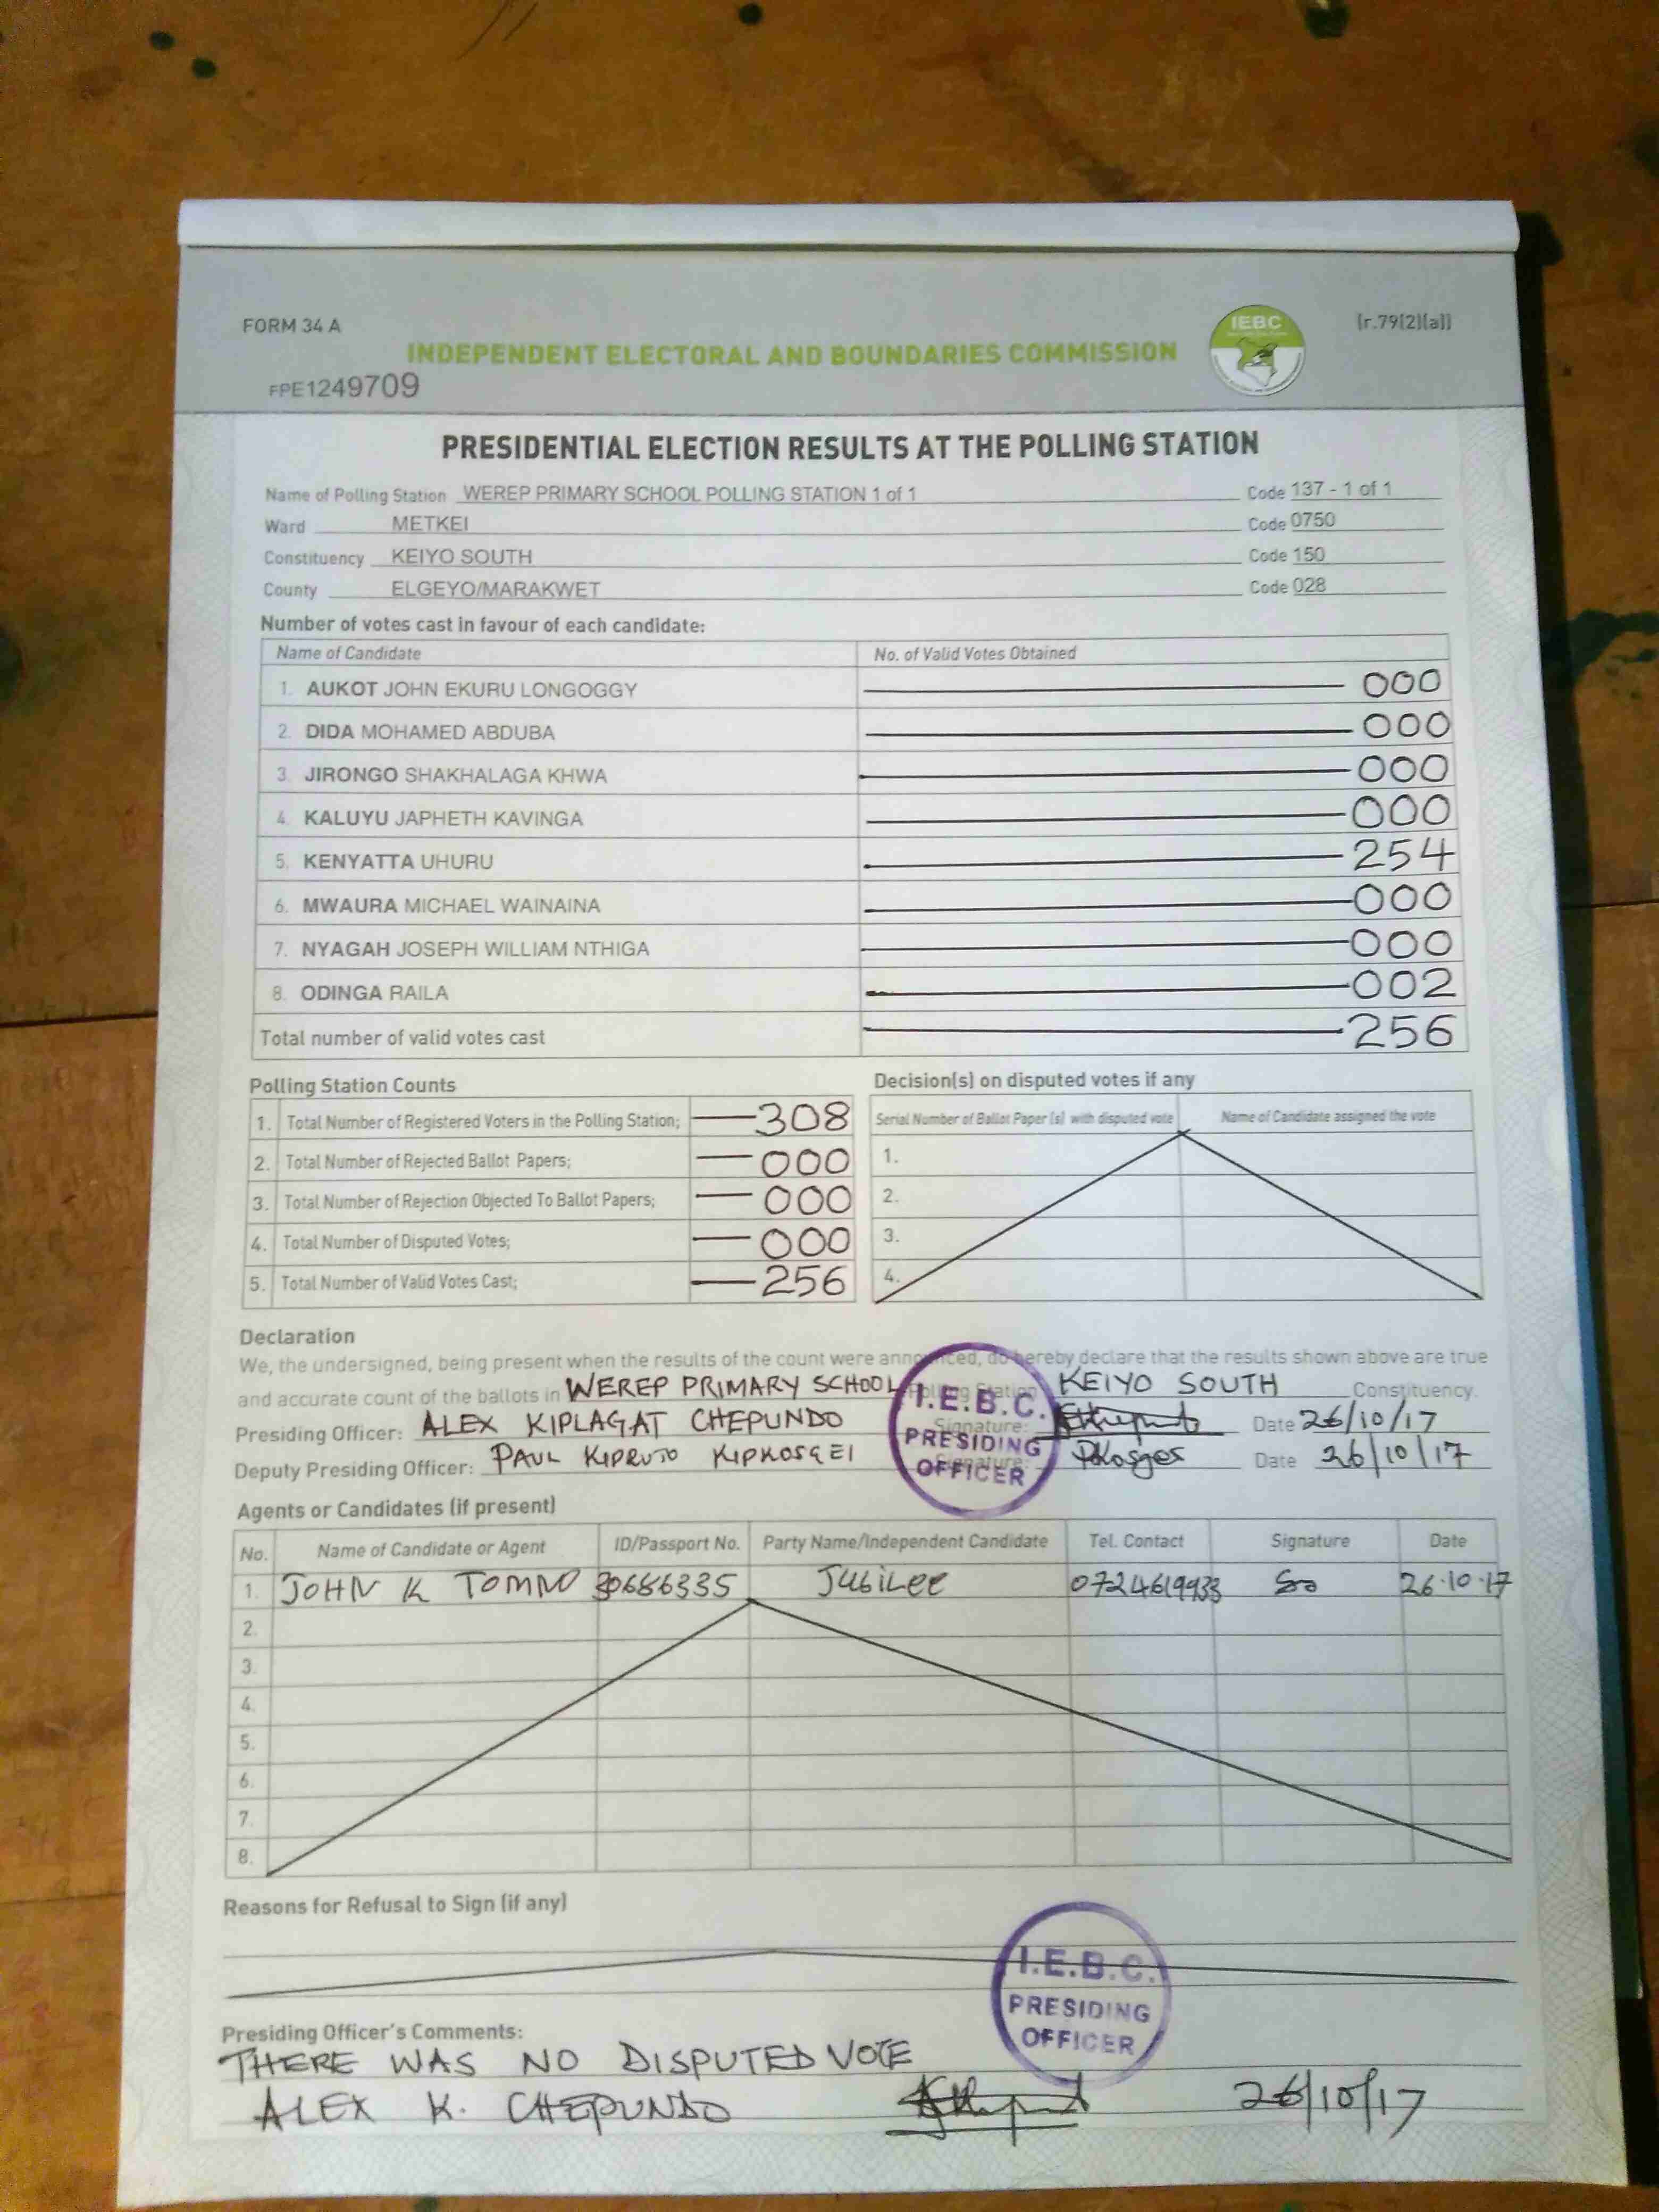 FORM 34 A
IEBC
(r.79(2)(a))
INDEPENDENT ELECTORAL AND BOUNDARIES COMMISSION
FPE1249709
PRESIDENTIAL ELECTION RESULTS AT THE POLLING STATION
Name of Polling Station WEREP PRIMARY SCHOOL POLLING STATION 1 of 1 Code 137 - 1 of 1
Ward METKEI Code 0750
Constituency KEIYO SOUTH Code 150
County ELGEYO/MARAKWET Code 028
Number of votes cast in favour of each candidate:
Name of Candidate No. of Valid Votes Obtained
1. AUKOT JOHN EKURU LONGOGGY 000
2. DIDA MOHAMED ABDUBA 000
3. JIRONGO SHAKHALAGA KHWA 000
4. KALUYU JAPHETH KAVINGA 000
5. KENYATTA UHURU 254
6. MWAURA MICHAEL WAINAINA 000
7. NYAGAH JOSEPH WILLIAM NTHIGA 000
8. ODINGA RAILA 002
Total number of valid votes cast 256
Polling Station Counts
1. Total Number of Registered Voters in the Polling Station; 308
2. Total Number of Rejected Ballot Papers; 000
3. Total Number of Rejection Objected To Ballot Papers; 000
4. Total Number of Disputed Votes; 000
5. Total Number of Valid Votes Cast; 256
Decision(s) on disputed votes if any
Serial Number of Ballot Paper (s) with disputed vote Name of Candidate assigned the vote
1.
2.
3.
4.
Declaration
We, the undersigned, being present when the results of the count were announced, do hereby declare that the results shown above are true
and accurate count of the ballots in WEREP PRIMARY SCHOOL Polling Station KEIYO SOUTH Constituency.
Presiding Officer: ALEX KIPLAGAT CHEPUNDO Signature: Date 26/10/17
Deputy Presiding Officer: PAUL KIPRUTO KIPKOSGEI Signature: PKosgei Date 26/10/17
I.E.B.C.
PRESIDING
OFFICER
Agents or Candidates (if present)
No. Name of Candidate or Agent ID/Passport No. Party Name/Independent Candidate Tel. Contact Signature Date
1. JOHN K 30686335 JUBILEE 0724619933 26.10.17
2.
3.
4.
5.
6.
7.
8.
Reasons for Refusal to Sign (if any)
I.E.B.C.
PRESIDING
OFFICER
Presiding Officer's Comments:
THERE WAS NO DISPUTED VOTE
ALEX K. CHEPUNDO 26/10/17